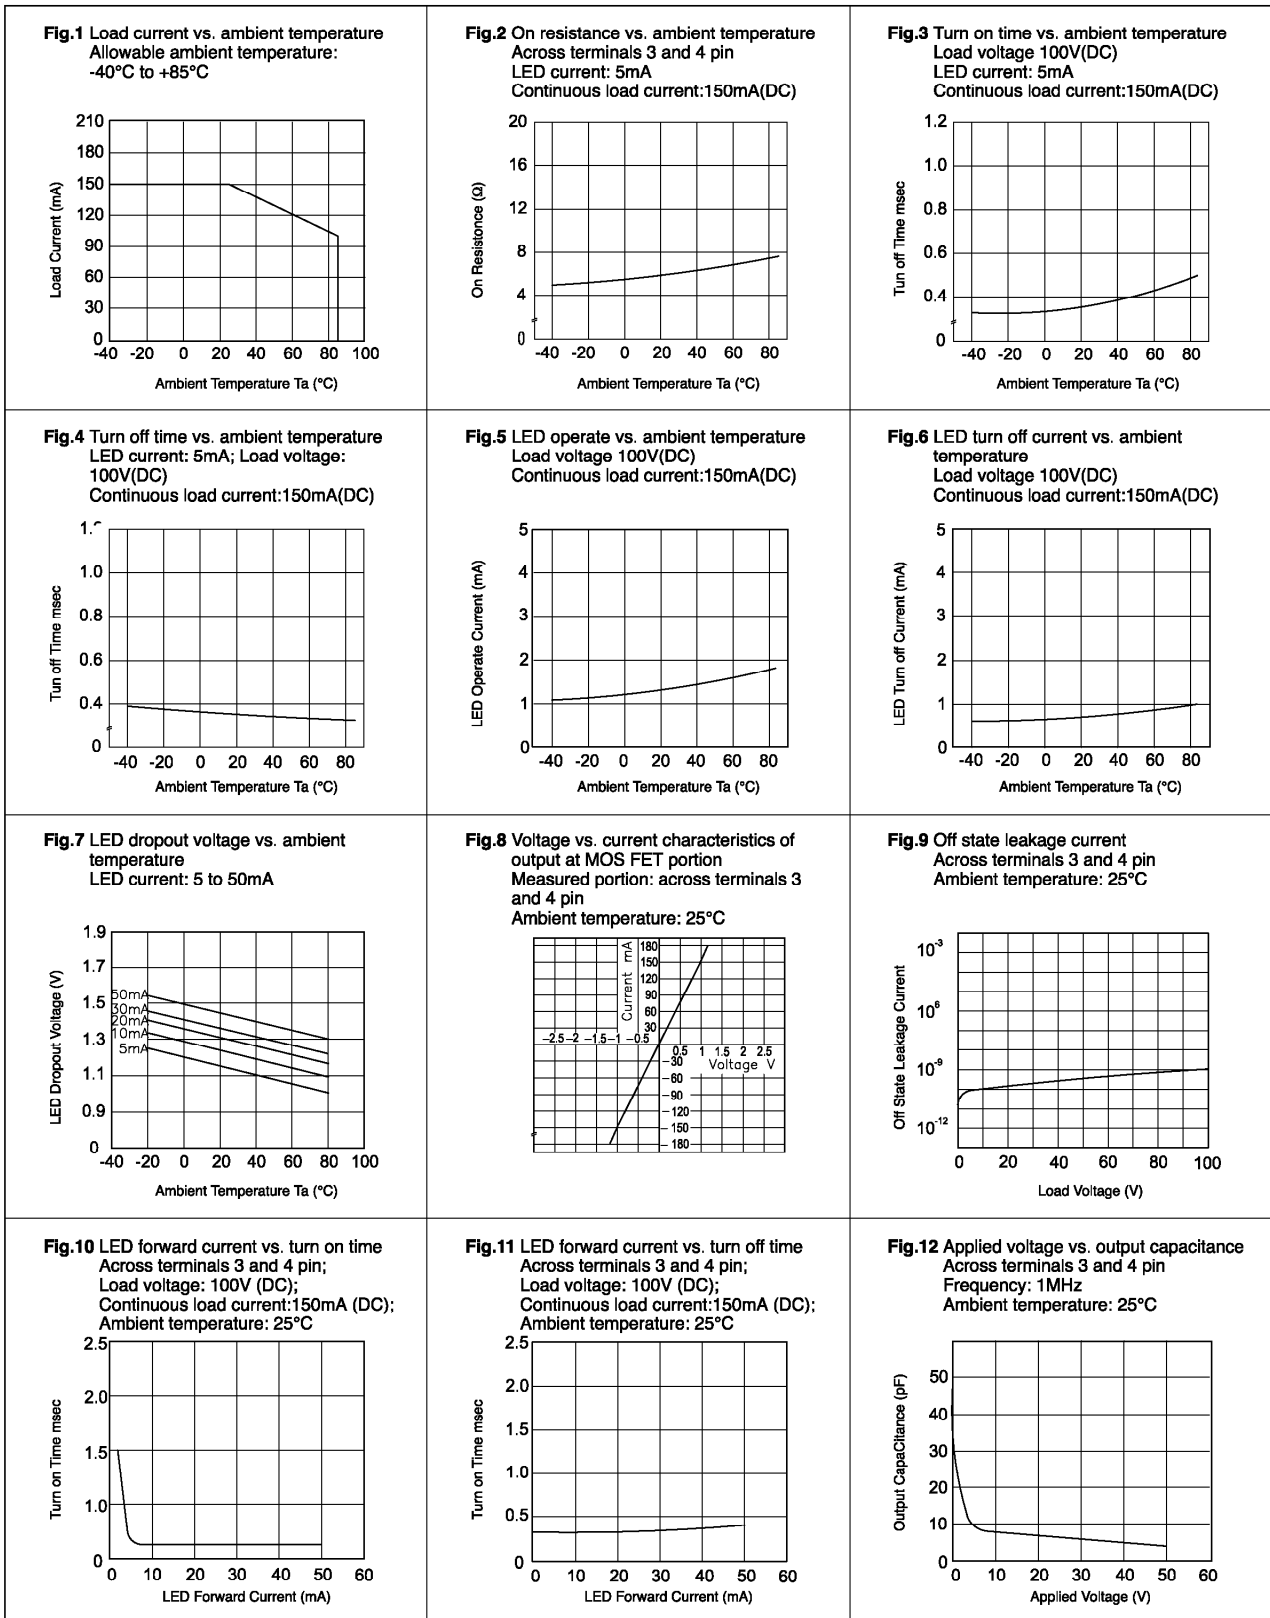 Fig.1 Load current vs. ambient temperature
Allowable ambient temperature:
-40°C to +85°C
210
180
150
120
90
60
30
0
-40 -20 0 20 40 60 80 100
Load Current (mA)
Ambient Temperature Ta (°C)
Fig.2 On resistance vs. ambient temperature
Across terminals 3 and 4 pin
LED current: 5mA
Continuous load current:150mA(DC)
20
16
12
8
4
0
-40 -20 0 20 40 60 80
On Resistance (Ω)
Ambient Temperature Ta (°C)
Fig.3 Turn on time vs. ambient temperature
Load voltage 100V(DC)
LED current: 5mA
Continuous load current:150mA(DC)
1.2
1.0
0.8
0.6
0.4
0
-40 -20 0 20 40 60 80
Tun off Time msec
Ambient Temperature Ta (°C)
Fig.4 Turn off time vs. ambient temperature
LED current: 5mA; Load voltage:
100V(DC)
Continuous load current:150mA(DC)
1.0
0.8
0.6
0.4
0
-40 -20 0 20 40 60 80
Tun off Time msec
Ambient Temperature Ta (°C)
Fig.5 LED operate vs. ambient temperature
Load voltage 100V(DC)
Continuous load current:150mA(DC)
5
4
3
2
1
0
-40 -20 0 20 40 60 80
LED Operate Current (mA)
Ambient Temperature Ta (°C)
Fig.6 LED turn off current vs. ambient
temperature
Load voltage 100V(DC)
Continuous load current:150mA(DC)
5
4
3
2
1
0
-40 -20 0 20 40 60 80
LED Turn off Current (mA)
Ambient Temperature Ta (°C)
Fig.7 LED dropout voltage vs. ambient
temperature
LED current: 5 to 50mA
1.9
1.7
1.5
1.3
1.1
0.9
0
50mA
30mA
20mA
10mA
5mA
-40 -20 0 20 40 60 80 100
LED Dropout Voltage (V)
Ambient Temperature Ta (°C)
Fig.8 Voltage vs. current characteristics of
output at MOS FET portion
Measured portion: across terminals 3
and 4 pin
Ambient temperature: 25°C
Current mA
180
150
120
90
60
30
-2.5 -2 -1.5 -1 -0.5
0.5 1 1.5 2 2.5
Voltage V
-30
-60
-90
-120
-150
-180
Fig.9 Off state leakage current
Across terminals 3 and 4 pin
Ambient temperature: 25°C
10-3
106
10-9
10-12
0 20 40 60 80 100
Off State Leakage Current
Load Voltage (V)
Fig.10 LED forward current vs. turn on time
Across terminals 3 and 4 pin;
Load voltage: 100V (DC);
Continuous load current:150mA (DC);
Ambient temperature: 25°C
2.5
2.0
1.5
1.0
0
0 10 20 30 40 50 60
Turn on Time msec
LED Forward Current (mA)
Fig.11 LED forward current vs. turn off time
Across terminals 3 and 4 pin;
Load voltage: 100V (DC);
Continuous load current:150mA (DC);
Ambient temperature: 25°C
2.5
2.0
1.5
1.0
0.5
0
0 10 20 30 40 50 60
Turn on Time msec
LED Forward Current (mA)
Fig.12 Applied voltage vs. output capacitance
Across terminals 3 and 4 pin
Frequency: 1MHz
Ambient temperature: 25°C
50
40
30
20
10
0
0 10 20 30 40 50 60
Output CapaCitance (pF)
Applied Voltage (V)